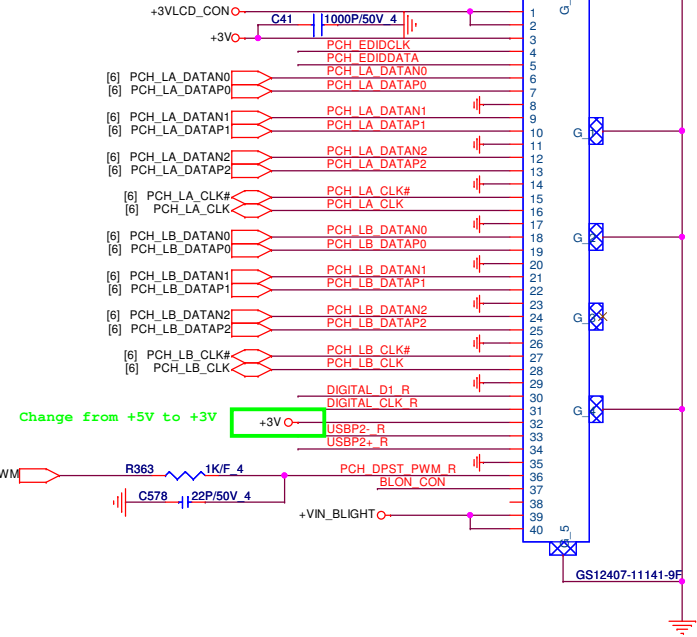 +3VLCD_CON
1
G_
C41
1000P/50V_4
2
+3V
3
PCH_EDIDCLK
4
PCH_EDIDDATA
5
[6] PCH_LA_DATAN0
PCH_LA_DATAN0
6
[6] PCH_LA_DATAP0
PCH_LA_DATAP0
7
8
[6] PCH_LA_DATAN1
PCH_LA_DATAN1
9
[6] PCH_LA_DATAP1
PCH_LA_DATAP1
10
G_
11
[6] PCH_LA_DATAN2
PCH_LA_DATAN2
12
[6] PCH_LA_DATAP2
PCH_LA_DATAP2
13
14
[6] PCH_LA_CLK#
PCH_LA_CLK#
15
[6] PCH_LA_CLK
PCH_LA_CLK
16
17
[6] PCH_LB_DATAN0
PCH_LB_DATAN0
18
G_
[6] PCH_LB_DATAP0
PCH_LB_DATAP0
19
20
[6] PCH_LB_DATAN1
PCH_LB_DATAN1
21
[6] PCH_LB_DATAP1
PCH_LB_DATAP1
22
23
[6] PCH_LB_DATAN2
PCH_LB_DATAN2
24
G_
[6] PCH_LB_DATAP2
PCH_LB_DATAP2
25
26
[6] PCH_LB_CLK#
PCH_LB_CLK#
27
[6] PCH_LB_CLK
PCH_LB_CLK
28
29
DIGITAL_D1_R
30
DIGITAL_CLK_R
31
G_
Change from +5V to +3V
+3V
32
USBP2-_R
33
USBP2+_R
34
35
WM
R363
1K/F_4
PCH_DPST_PWM_R
36
BLON_CON
37
C578
22P/50V_4
38
+VIN_BLIGHT
39
40
G_5
GS12407-11141-9F